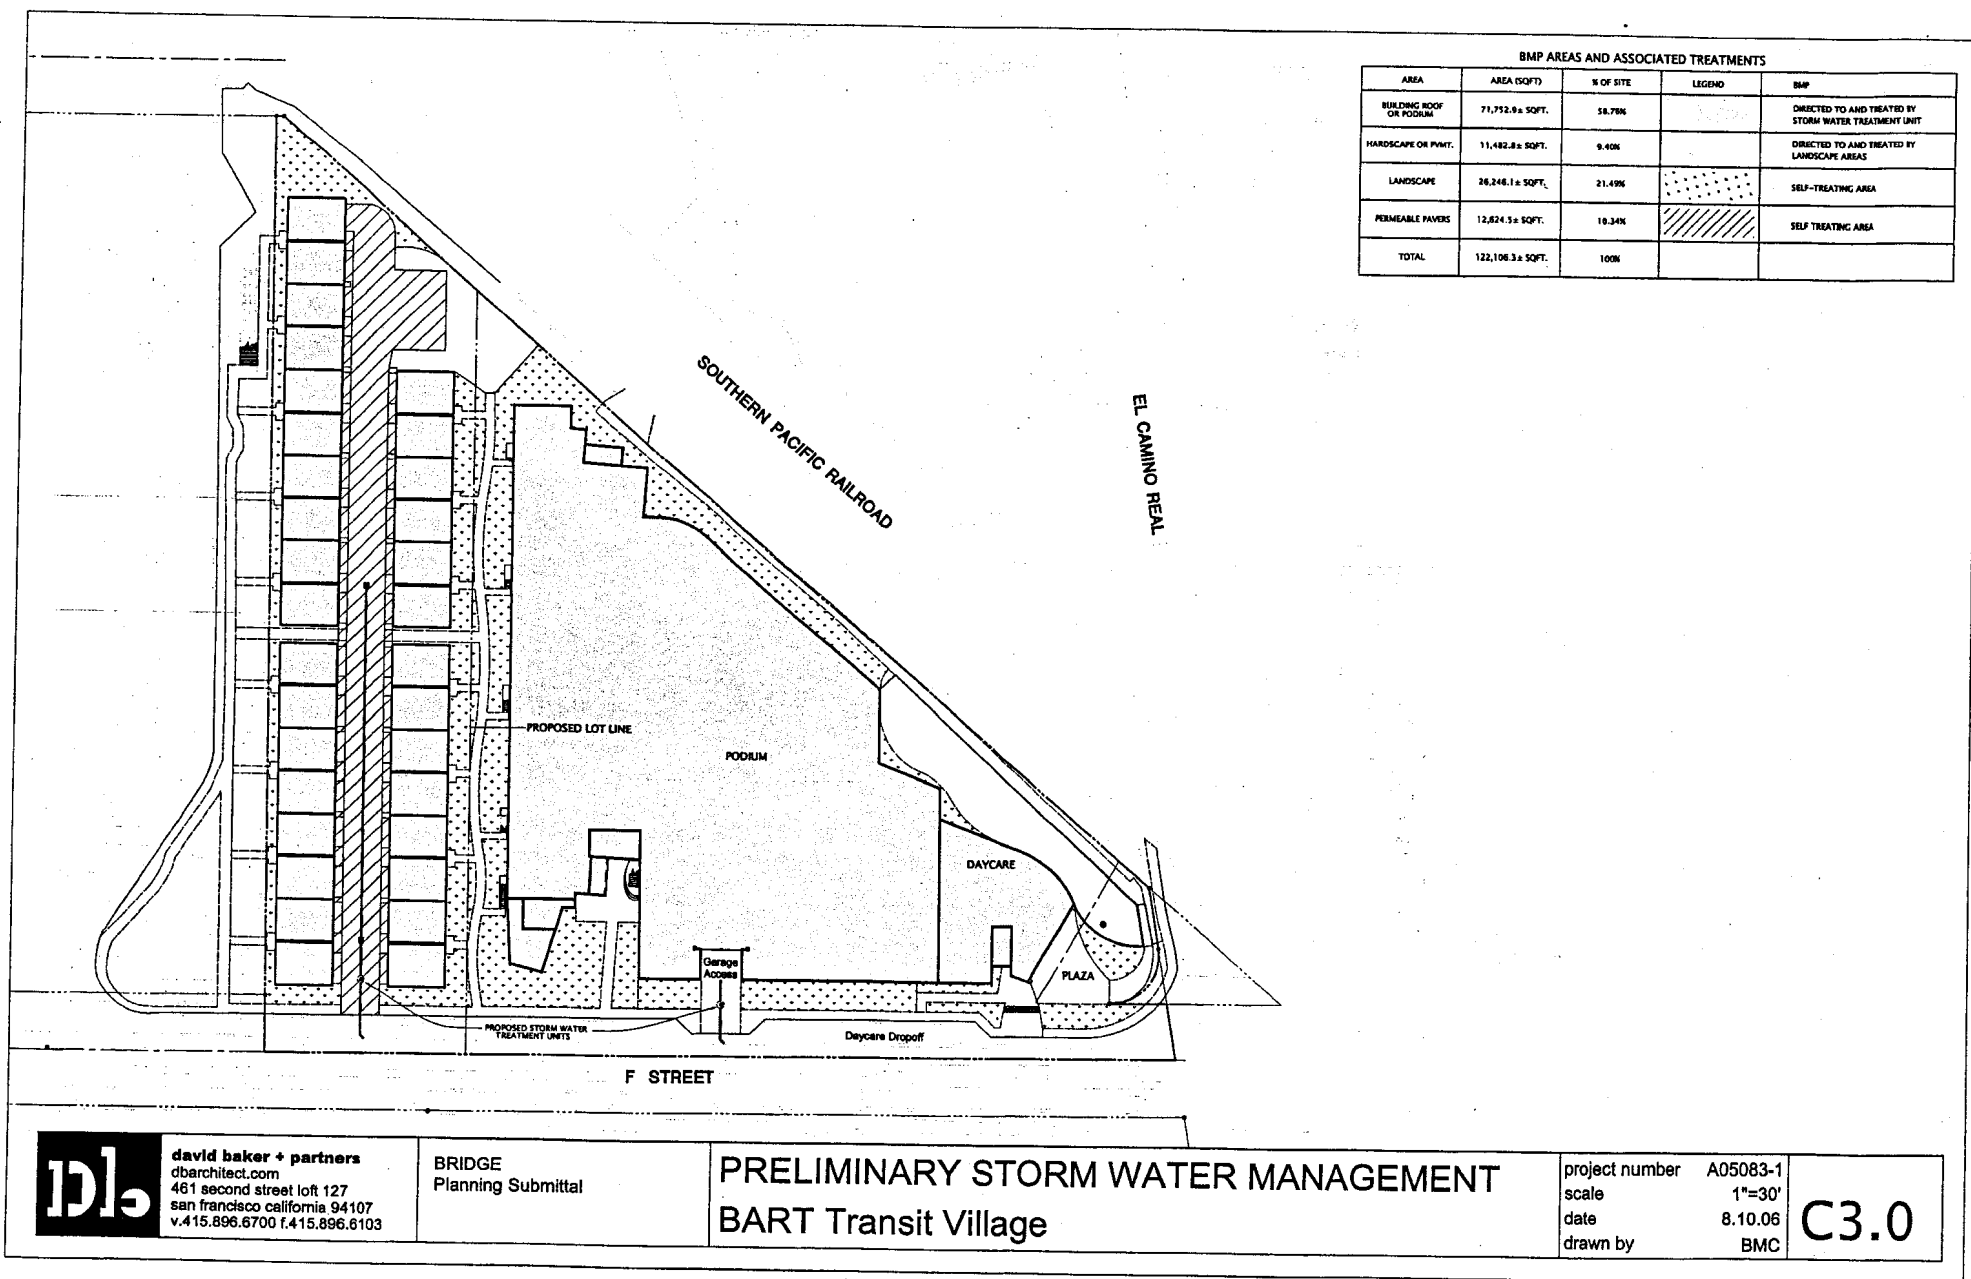 BMP AREAS AND ASSOCIATED TREATMENTS
AREA AREA (SQFT) % OF SITE LEGEND BMP
BUILDING ROOF OR PODIUM 71,752.9± SQFT. 58.76% DIRECTED TO AND TREATED BY STORM WATER TREATMENT UNIT
HARDSCAPE OR PVMT. 11,482.8± SQFT. 9.40% DIRECTED TO AND TREATED BY LANDSCAPE AREAS
LANDSCAPE 26,246.1± SQFT. 21.49% SELF-TREATING AREA
PERMEABLE PAVERS 12,624.5± SQFT. 10.34% SELF TREATING AREA
TOTAL 122,106.3± SQFT. 100%
SOUTHERN PACIFIC RAILROAD
EL CAMINO REAL
PROPOSED LOT LINE
PODIUM
DAYCARE
Garage
Access
PLAZA
PROPOSED STORM WATER
TREATMENT UNITS
Daycare Dropoff
F STREET
Db
david baker + partners
dbarchitect.com
461 second street loft 127
san francisco california 94107
v.415.896.6700 f.415.896.6103
BRIDGE
Planning Submittal
PRELIMINARY STORM WATER MANAGEMENT
BART Transit Village
project number A05083-1
scale 1"=30'
date 8.10.06
drawn by BMC
C3.0